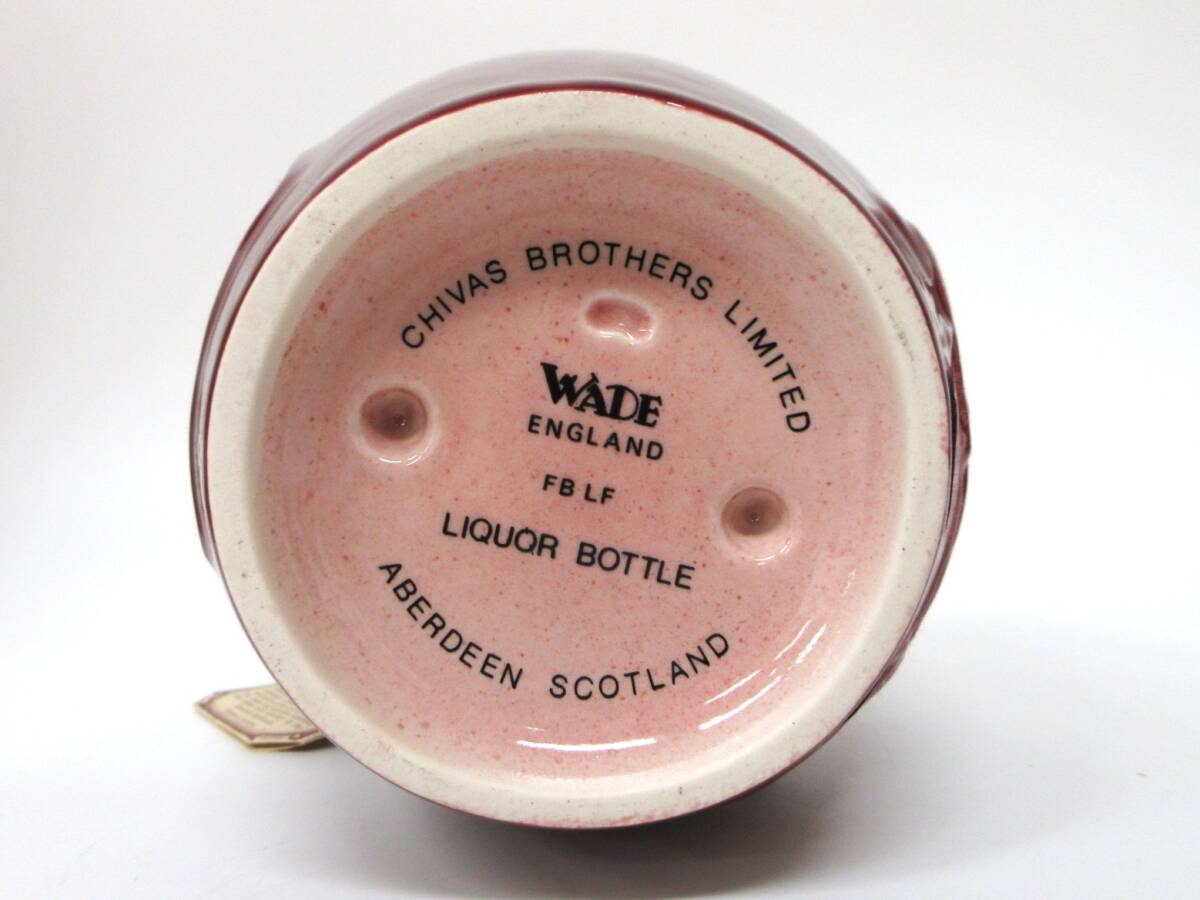 CHIVAS BROTHERS LIMITED
WADE
ENGLAND
FB LF
LIQUOR BOTTLE
ABERDEEN SCOTLAND